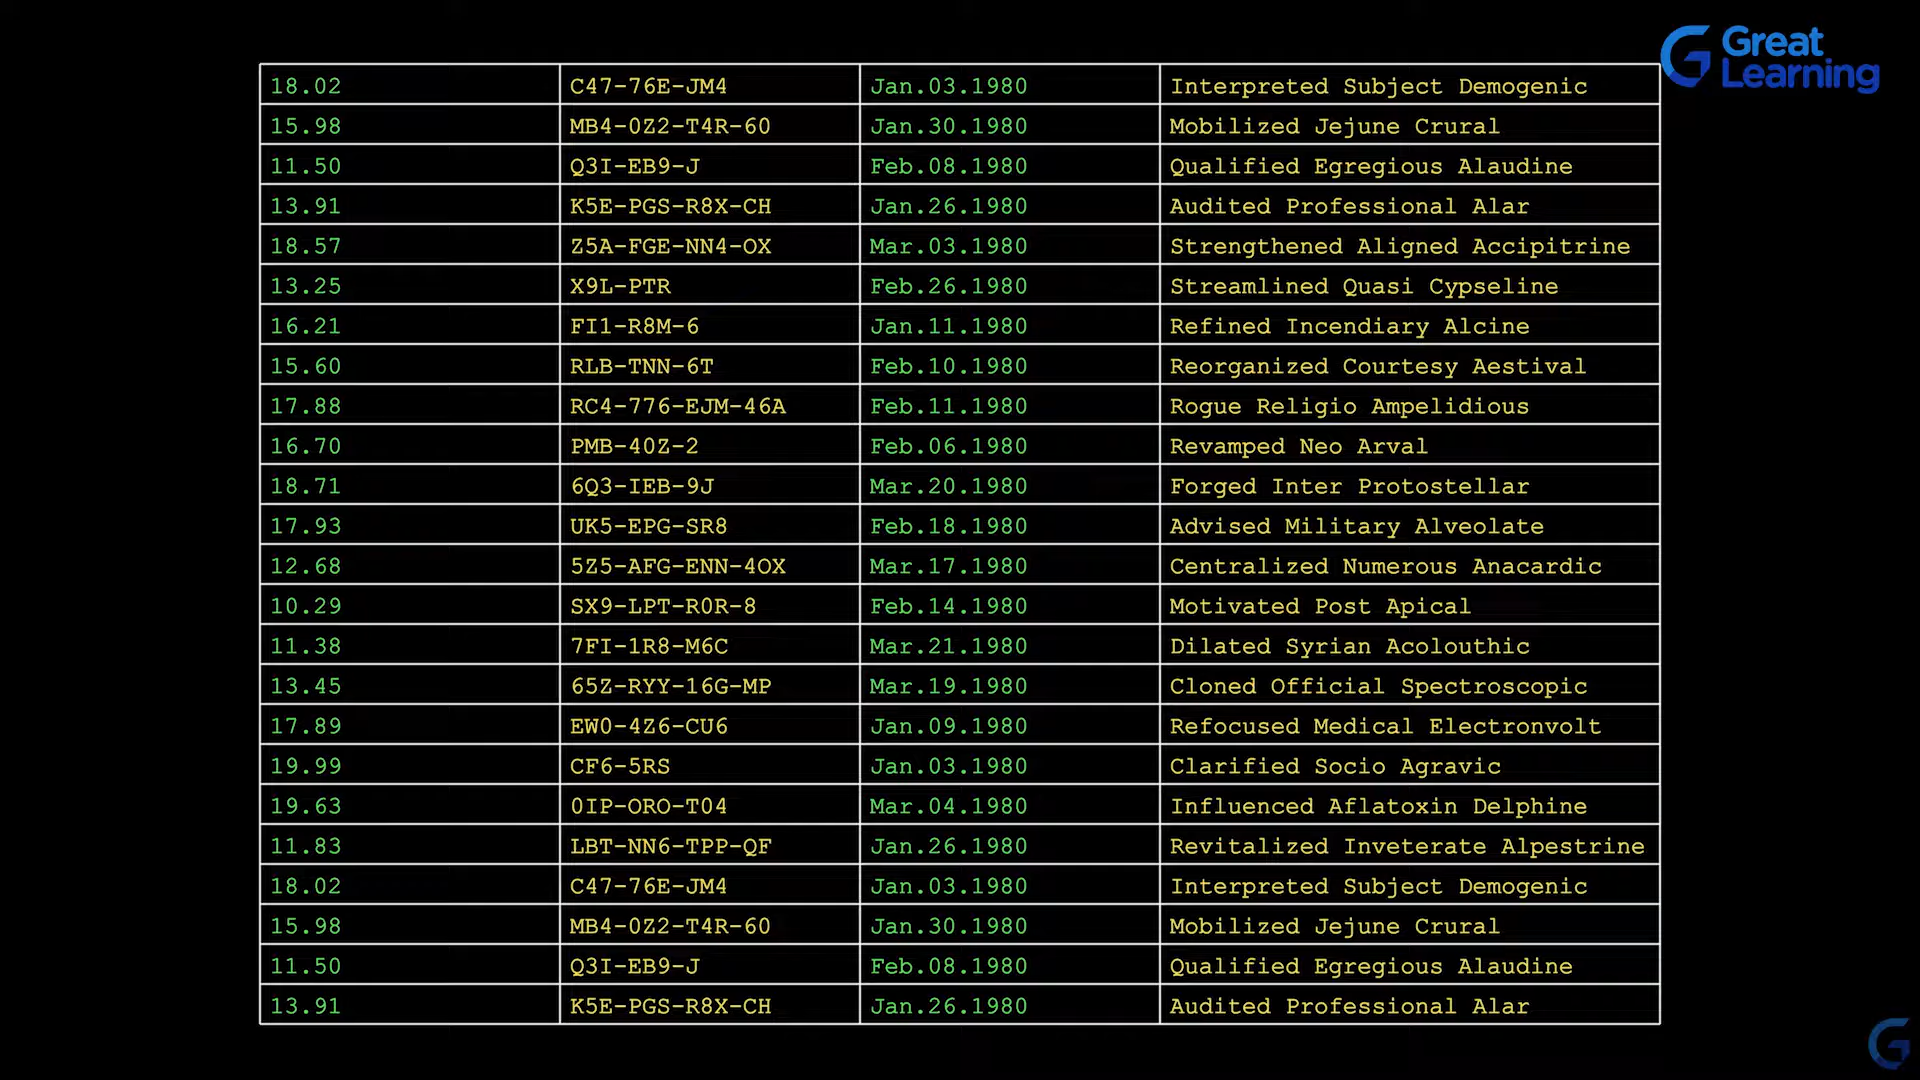 Great Learning
18.02 C47-76E-JM4 Jan.03.1980 Interpreted Subject Demogenic
15.98 MB4-0Z2-T4R-60 Jan.30.1980 Mobilized Jejune Crural
11.50 Q3I-EB9-J Feb.08.1980 Qualified Egregious Alaudine
13.91 K5E-PGS-R8X-CH Jan.26.1980 Audited Professional Alar
18.57 Z5A-FGE-NN4-OX Mar.03.1980 Strengthened Aligned Accipitrine
13.25 X9L-PTR Feb.26.1980 Streamlined Quasi Cypseline
16.21 FI1-R8M-6 Jan.11.1980 Refined Incendiary Alcine
15.60 RLB-TNN-6T Feb.10.1980 Reorganized Courtesy Aestival
17.88 RC4-776-EJM-46A Feb.11.1980 Rogue Religio Ampelidious
16.70 PMB-40Z-2 Feb.06.1980 Revamped Neo Arval
18.71 6Q3-IEB-9J Mar.20.1980 Forged Inter Protostellar
17.93 UK5-EPG-SR8 Feb.18.1980 Advised Military Alveolate
12.68 5Z5-AFG-ENN-4OX Mar.17.1980 Centralized Numerous Anacardic
10.29 SX9-LPT-R0R-8 Feb.14.1980 Motivated Post Apical
11.38 7FI-1R8-M6C Mar.21.1980 Dilated Syrian Acolouthic
13.45 65Z-RYY-16G-MP Mar.19.1980 Cloned Official Spectroscopic
17.89 EW0-4Z6-CU6 Jan.09.1980 Refocused Medical Electronvolt
19.99 CF6-5RS Jan.03.1980 Clarified Socio Agravic
19.63 0IP-ORO-T04 Mar.04.1980 Influenced Aflatoxin Delphine
11.83 LBT-NN6-TPP-QF Jan.26.1980 Revitalized Inveterate Alpestrine
18.02 C47-76E-JM4 Jan.03.1980 Interpreted Subject Demogenic
15.98 MB4-0Z2-T4R-60 Jan.30.1980 Mobilized Jejune Crural
11.50 Q3I-EB9-J Feb.08.1980 Qualified Egregious Alaudine
13.91 K5E-PGS-R8X-CH Jan.26.1980 Audited Professional Alar